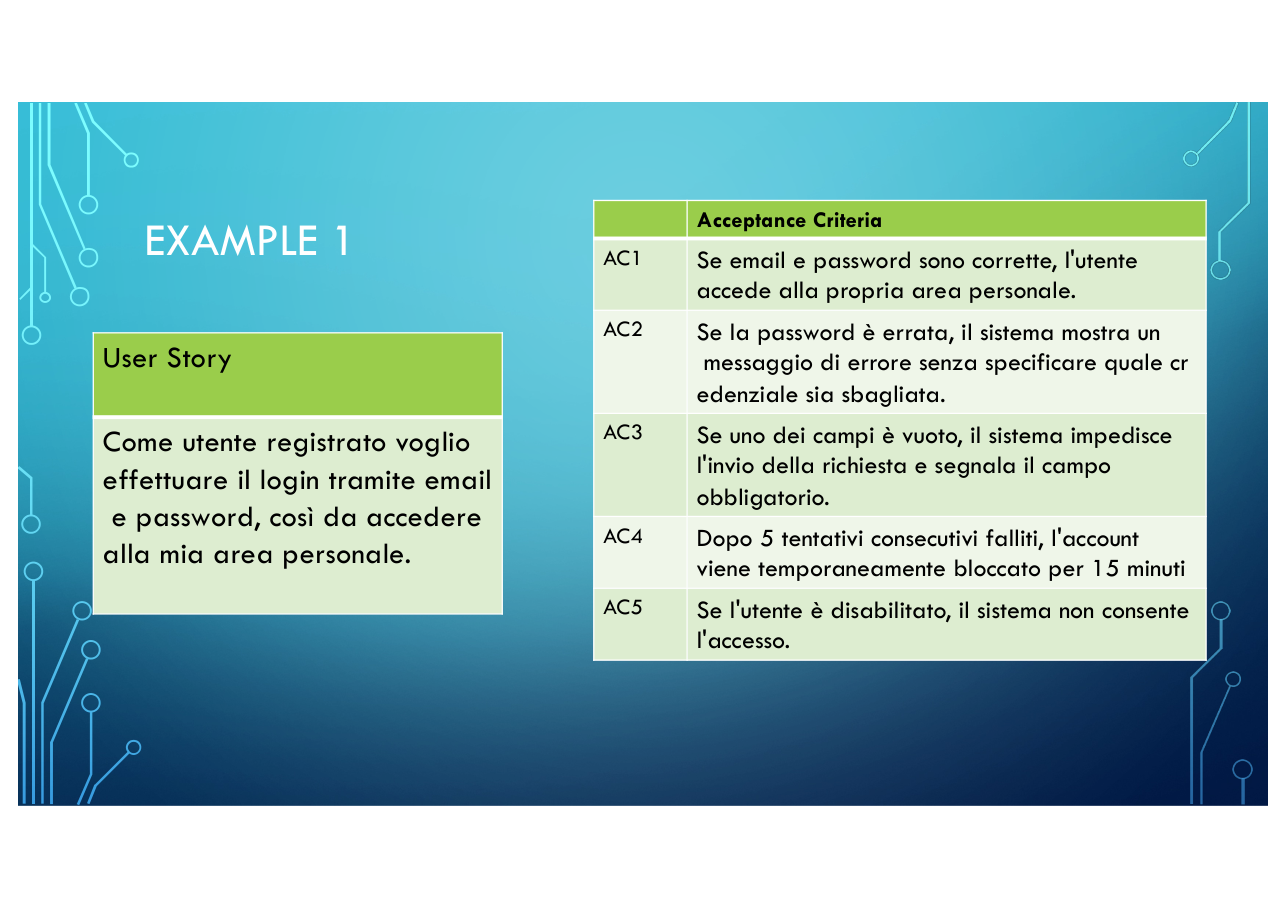 EXAMPLE 1
User Story
Come utente registrato voglio
effettuare il login tramite email
e password, così da accedere
alla mia area personale.
Acceptance Criteria
AC1
Se email e password sono corrette, l'utente
accede alla propria area personale.
AC2
Se la password è errata, il sistema mostra un
messaggio di errore senza specificare quale cr
edenziale sia sbagliata.
AC3
Se uno dei campi è vuoto, il sistema impedisce
l'invio della richiesta e segnala il campo
obbligatorio.
AC4
Dopo 5 tentativi consecutivi falliti, l'account
viene temporaneamente bloccato per 15 minuti
AC5
Se l'utente è disabilitato, il sistema non consente
l'accesso.